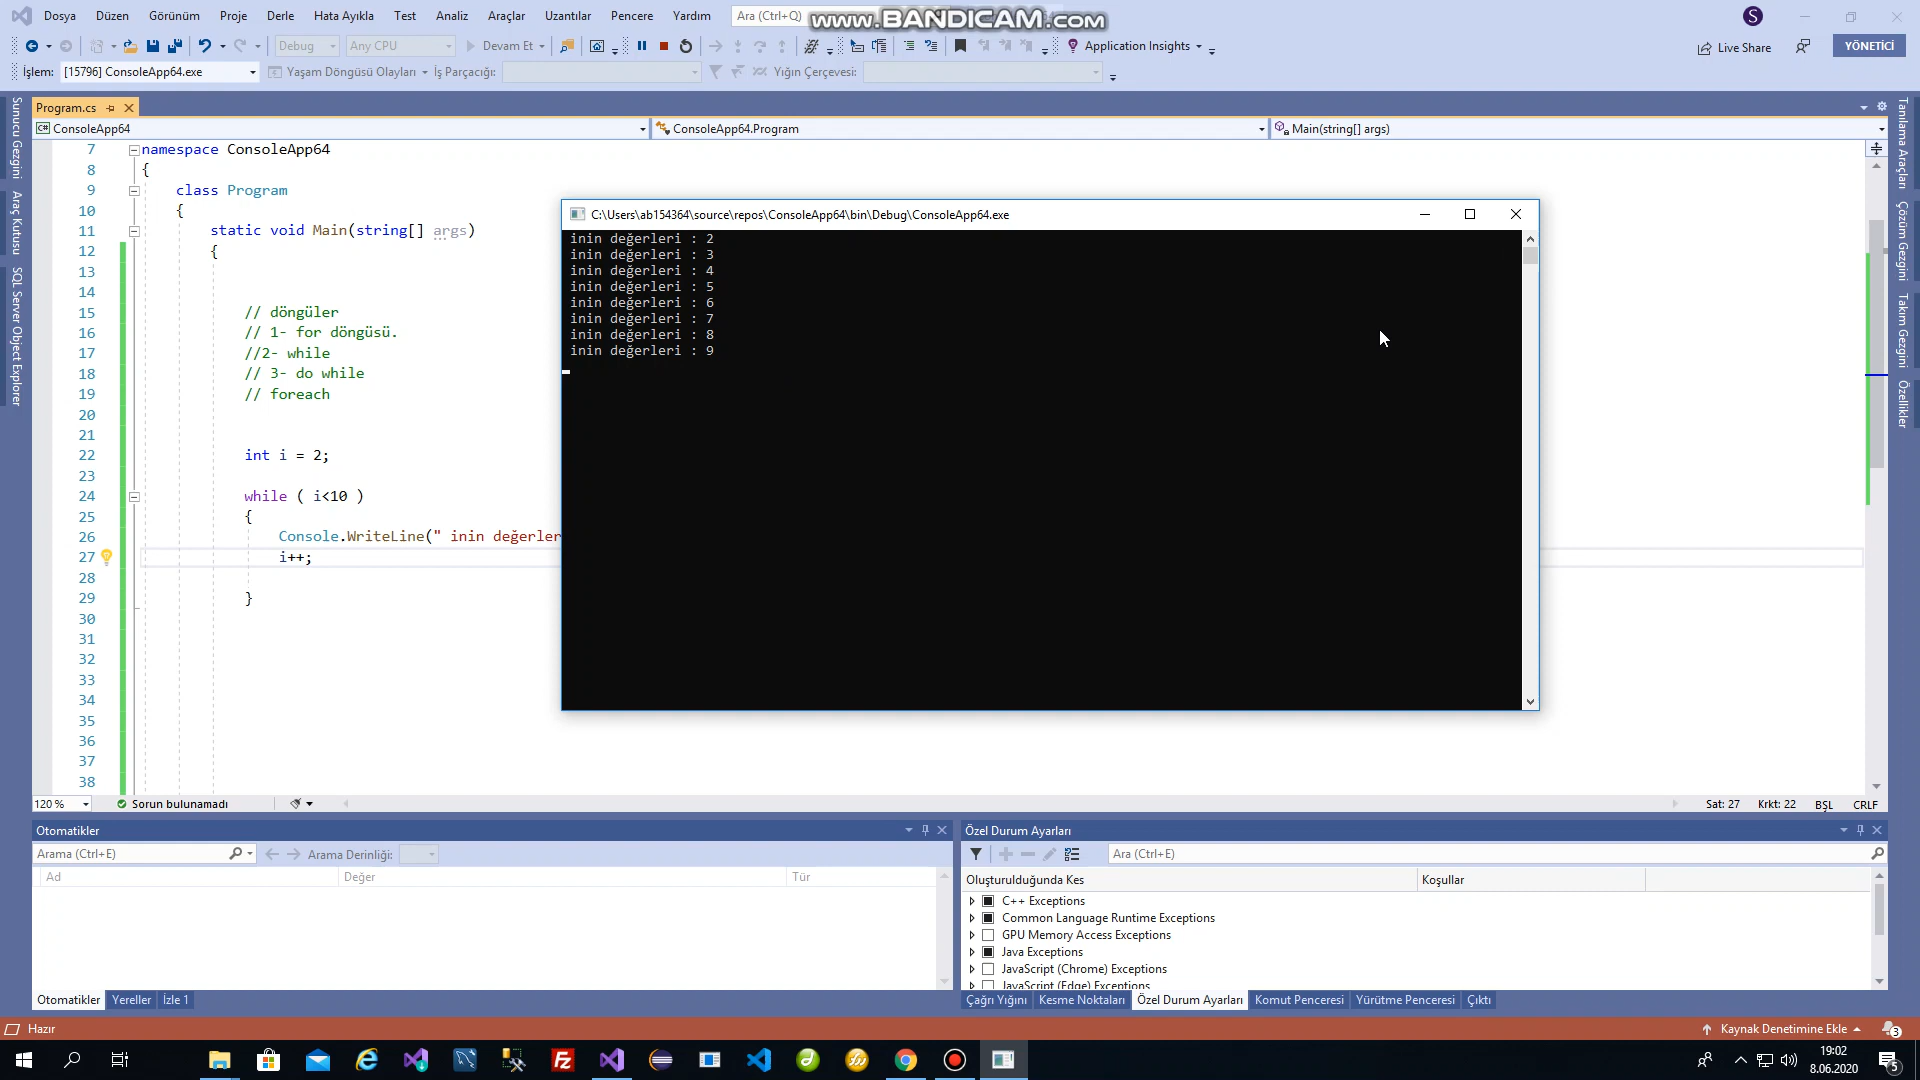 Dosya Düzen Görünüm Proje Derle Hata Ayıkla Test Analiz Araçlar Uzantılar Pencere Yardım Ara (Ctrl+Q)
www.BANDICAM.com
S
Debug Any CPU Devam Et Application Insights Live Share YÖNETİCİ
İşlem: [15796] ConsoleApp64.exe Yaşam Döngüsü Olayları İş Parçacığı: Yığın Çerçevesi:
Program.cs
ConsoleApp64 ConsoleApp64.Program Main(string[] args)
Sunucu Gezgini
Araç Kutusu
SQL Server Object Explorer
7 namespace ConsoleApp64
8 {
9 class Program
10 {
11 static void Main(string[] args)
12 {
13
14
15 // döngüler
16 // 1- for döngüsü.
17 //2- while
18 // 3- do while
19 // foreach
20
21
22 int i = 2;
23
24 while ( i<10 )
25 {
26 Console.WriteLine(" inin değerler
27 i++;
28
29 }
30
31
32
33
34
35
36
37
38
C:\Users\ab154364\source\repos\ConsoleApp64\bin\Debug\ConsoleApp64.exe
inin değerleri : 2
inin değerleri : 3
inin değerleri : 4
inin değerleri : 5
inin değerleri : 6
inin değerleri : 7
inin değerleri : 8
inin değerleri : 9
Tanılama Araçları
Çözüm Gezgini
Takım Gezgini
Özellikler
120 % Sorun bulunamadı Sat: 27 Krkt: 22 BŞL CRLF
Otomatikler
Arama (Ctrl+E) Arama Derinliği:
Ad Değer Tür
Otomatikler Yereller İzle 1
Özel Durum Ayarları
Ara (Ctrl+E)
Oluşturulduğunda Kes Koşullar
C++ Exceptions
Common Language Runtime Exceptions
GPU Memory Access Exceptions
Java Exceptions
JavaScript (Chrome) Exceptions
JavaScript (Edge) Exceptions
Çağrı Yığını Kesme Noktaları Özel Durum Ayarları Komut Penceresi Yürütme Penceresi Çıktı
Hazır Kaynak Denetimine Ekle 3
19:02
8.06.2020
5